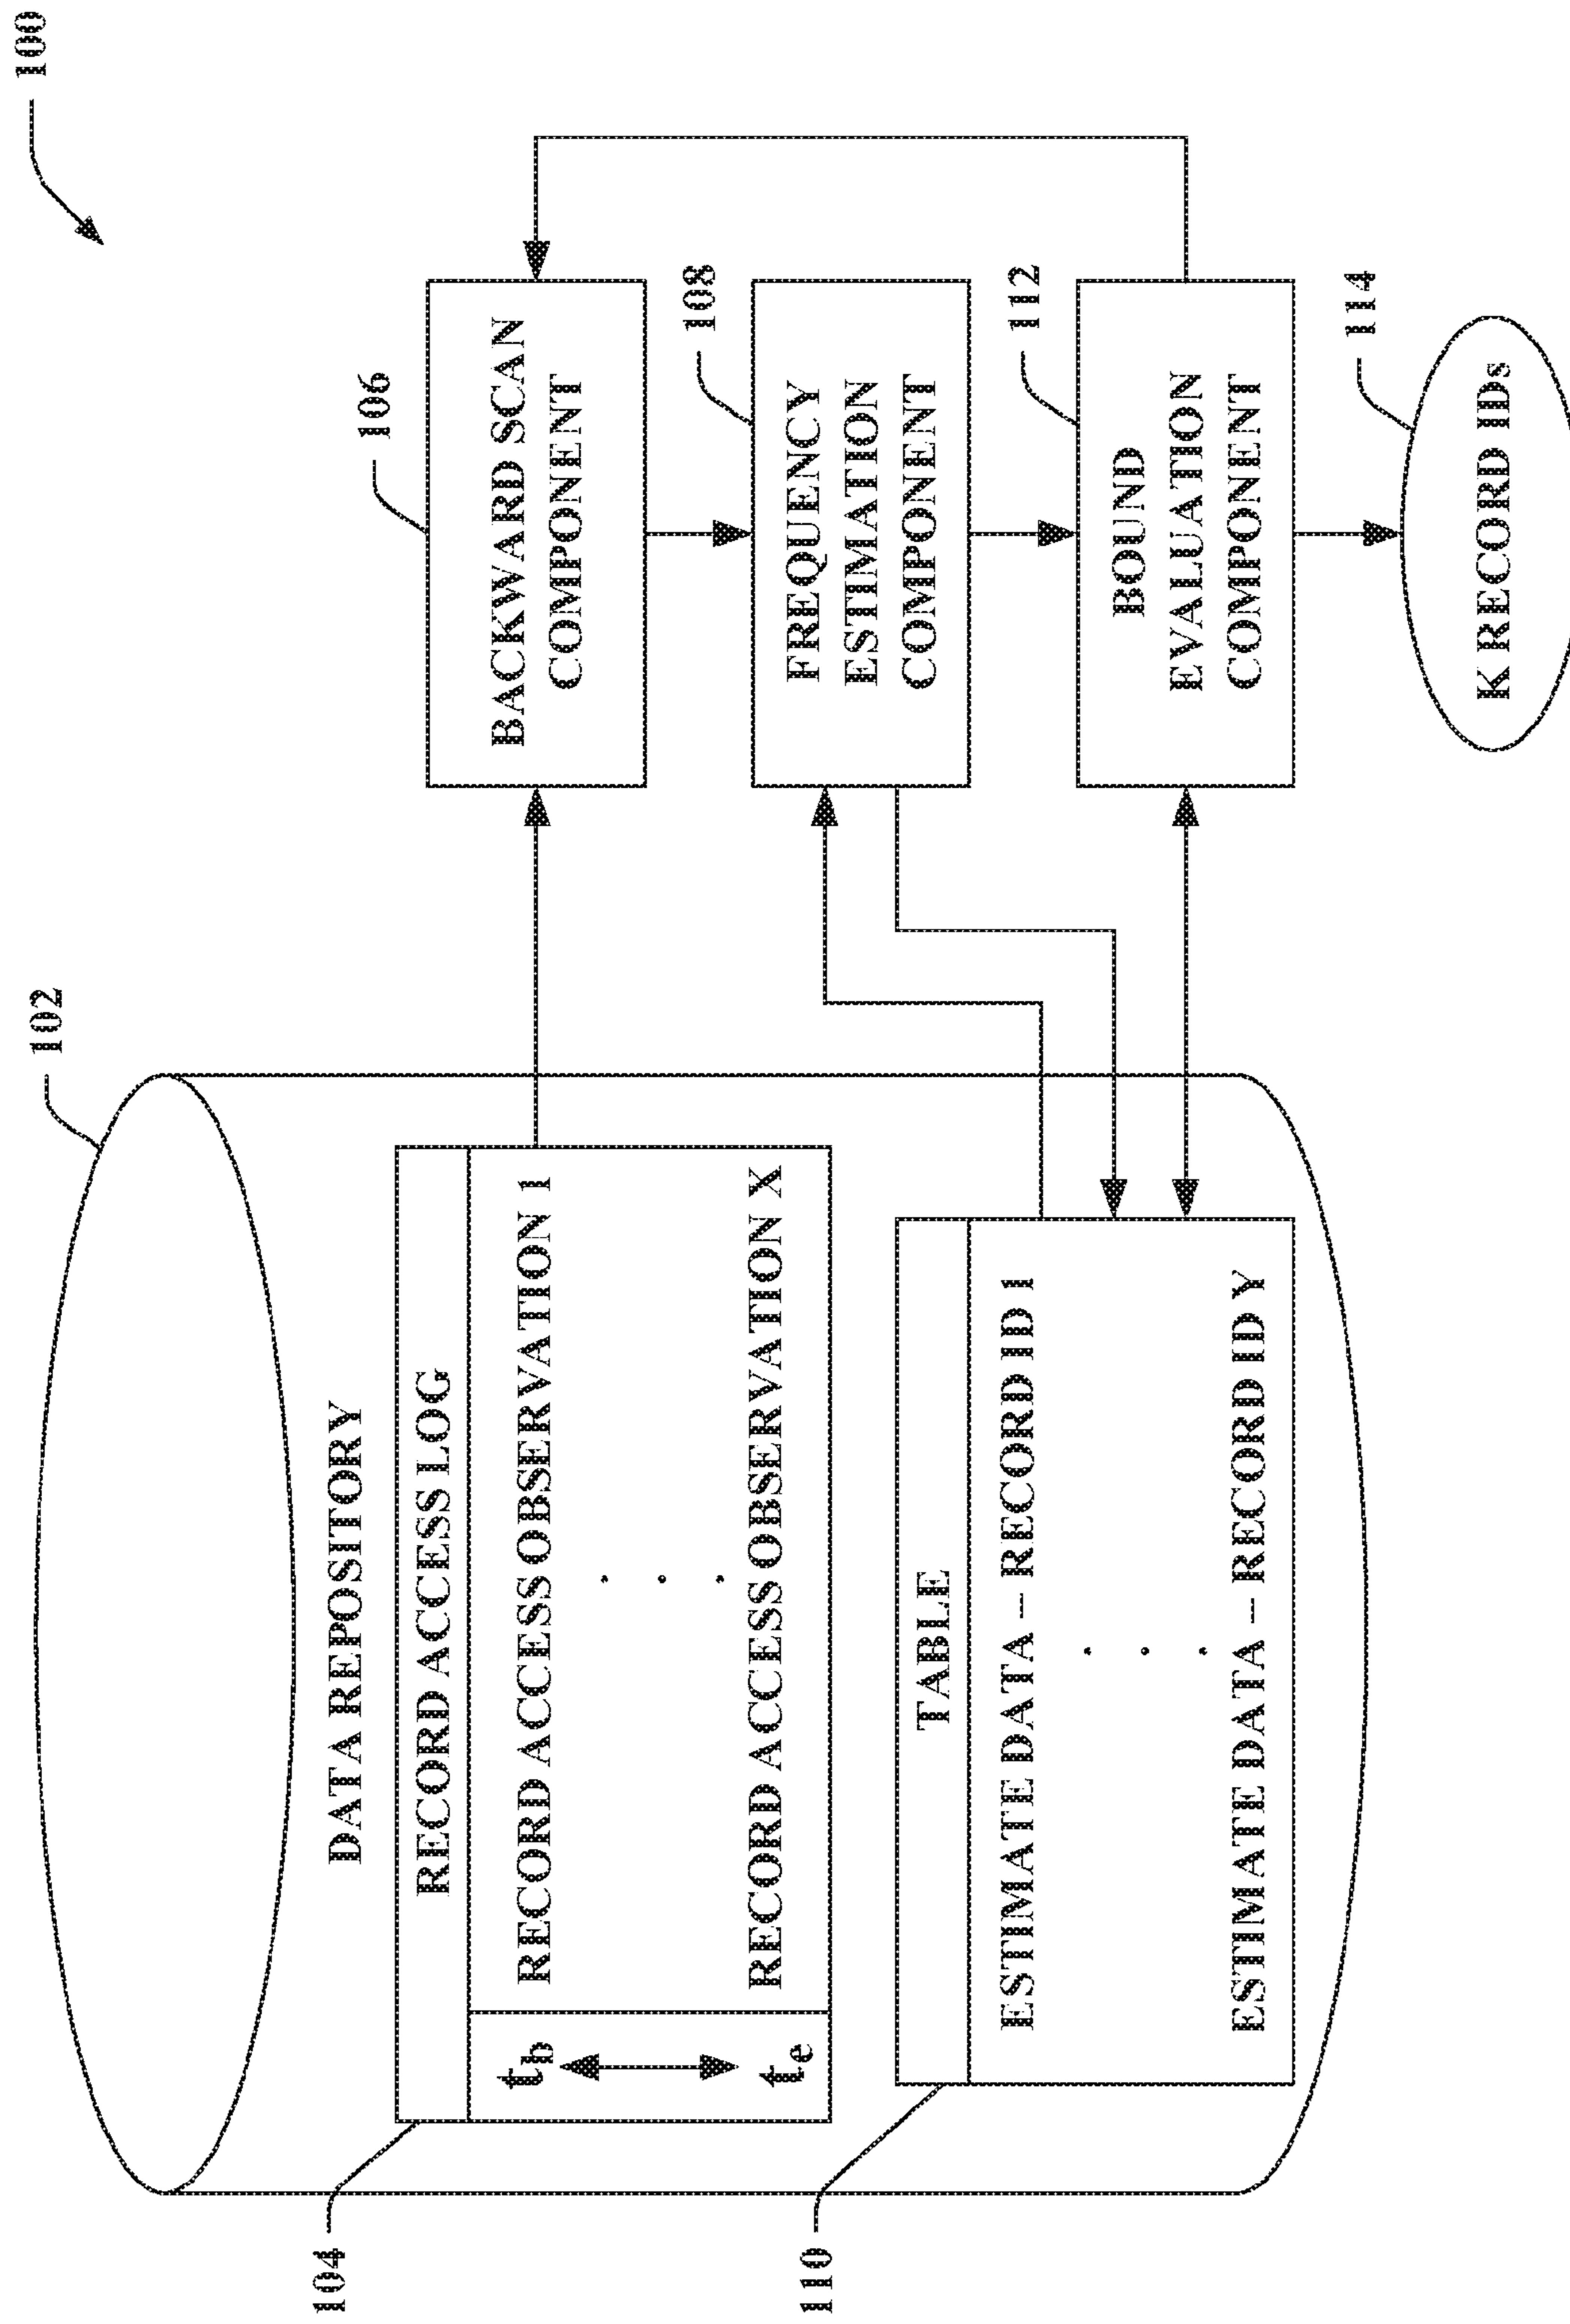 100
102
DATA REPOSITORY
104
RECORD ACCESS LOG
t_b
RECORD ACCESS OBSERVATION 1
.
.
.
t_e
RECORD ACCESS OBSERVATION X
110
TABLE
ESTIMATE DATA – RECORD ID 1
.
.
.
ESTIMATE DATA – RECORD ID Y
106
BACKWARD SCAN
COMPONENT
108
FREQUENCY
ESTIMATION
COMPONENT
112
BOUND
EVALUATION
COMPONENT
114
K RECORD IDs